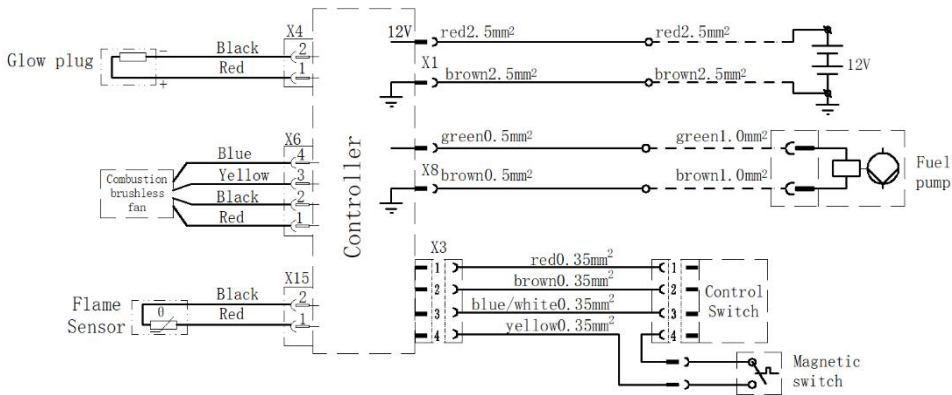 Glow plug
Black
Red
−
+
X4
2
1
Combustion
brushless
fan
Blue
Yellow
Black
Red
X6
4
3
2
1
Flame
Sensor
θ
Black
Red
X15
2
1
Controller
12V
X1
red2.5mm²
red2.5mm²
brown2.5mm²
brown2.5mm²
12V
X8
green0.5mm²
green1.0mm²
brown0.5mm²
brown1.0mm²
Fuel
pump
X3
1
2
3
4
red0.35mm²
brown0.35mm²
blue/white0.35mm²
yellow0.35mm²
1
2
3
4
Control
Switch
Magnetic
switch